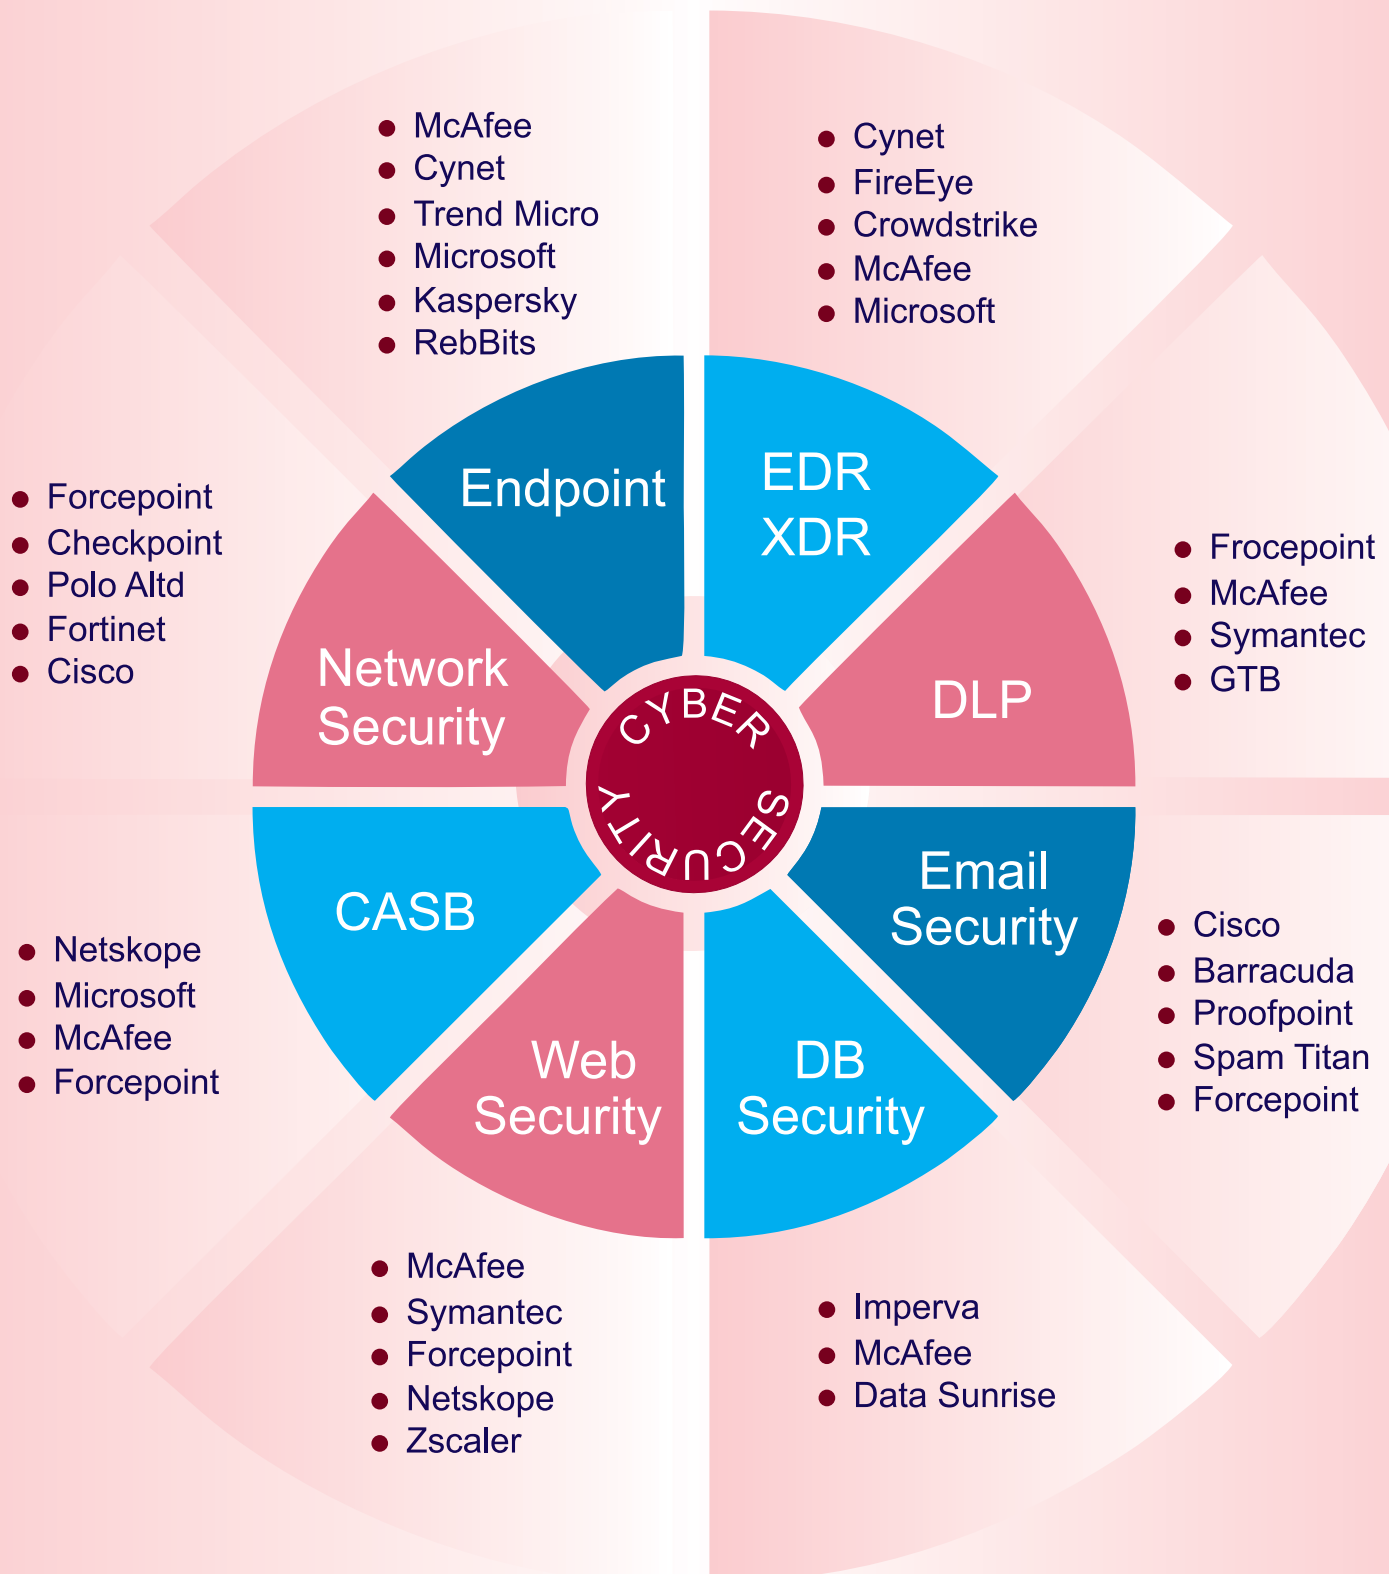 McAfee
Cynet
Trend Micro
Microsoft
Kaspersky
RebBits
Cynet
FireEye
Crowdstrike
McAfee
Microsoft
Endpoint
EDR
XDR
Forcepoint
Checkpoint
Polo Altd
Fortinet
Cisco
Network
Security
DLP
Frocepoint
McAfee
Symantec
GTB
CYBER
SECURITY
CASB
Email
Security
Netskope
Microsoft
McAfee
Forcepoint
Cisco
Barracuda
Proofpoint
Spam Titan
Forcepoint
Web
Security
DB
Security
McAfee
Symantec
Forcepoint
Netskope
Zscaler
Imperva
McAfee
Data Sunrise